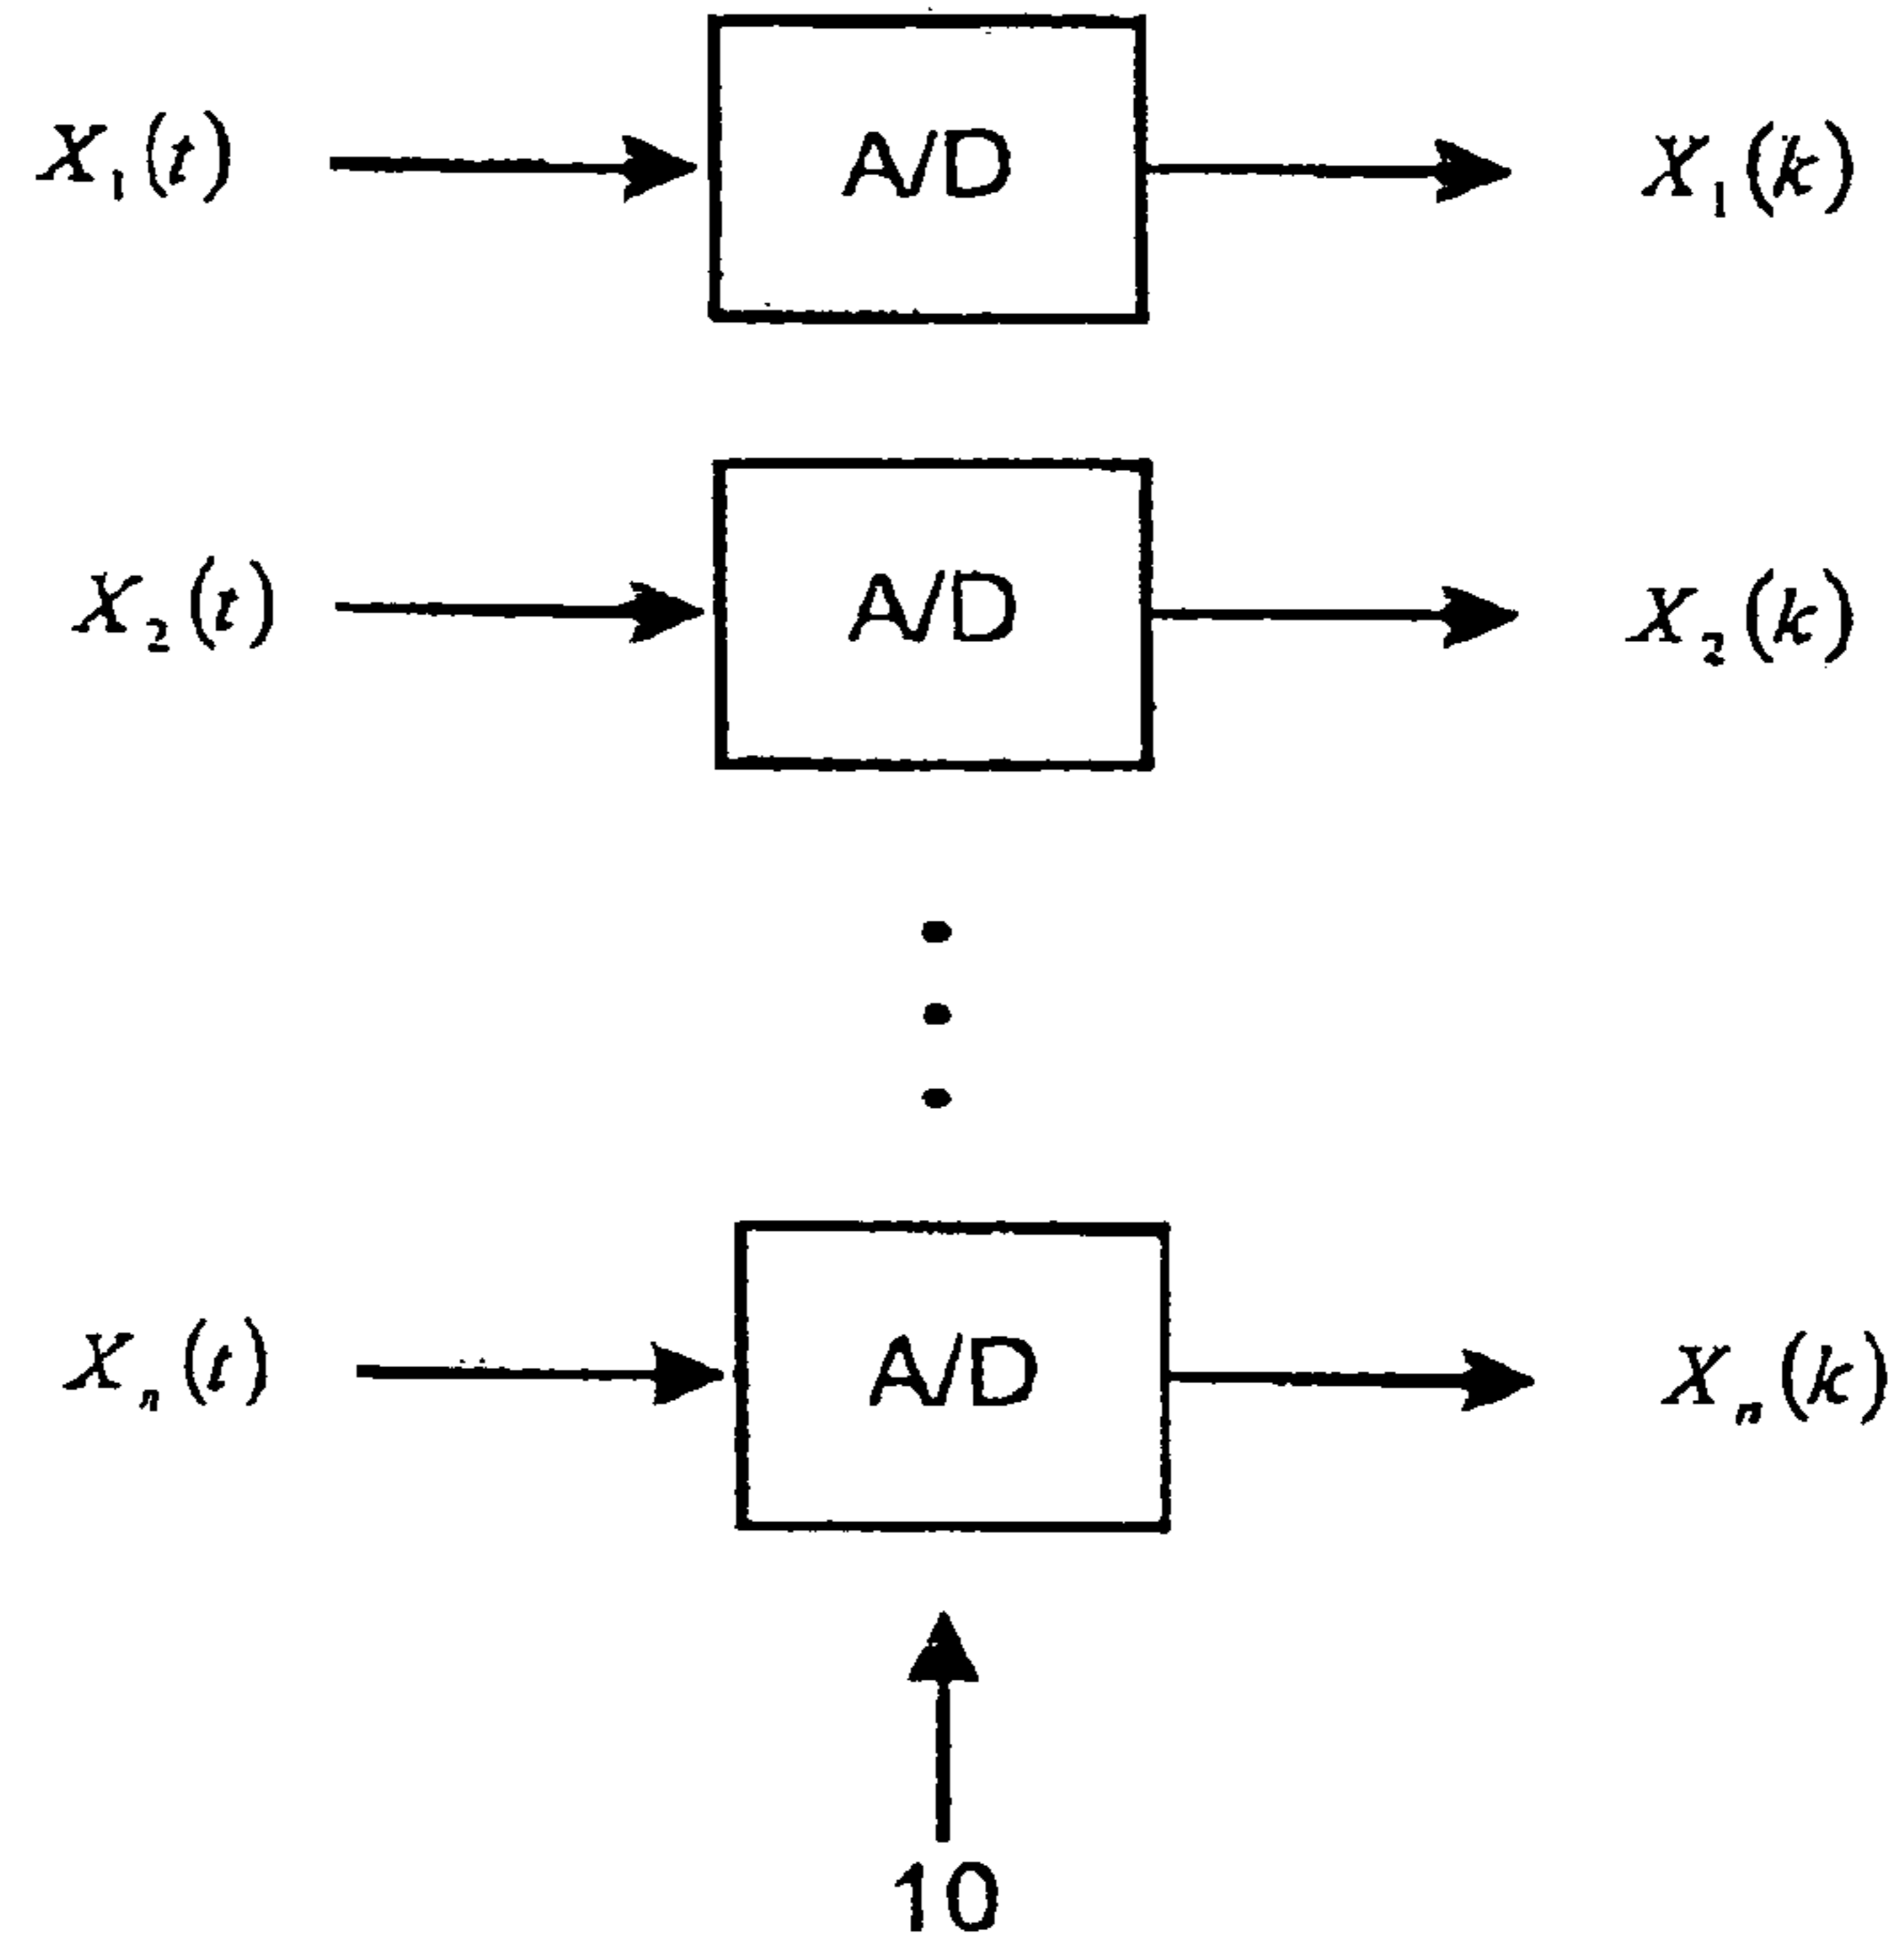 X₁(t) A/D X₁(k)
X₂(t) A/D X₂(k)
Xₙ(t) A/D Xₙ(k)
10